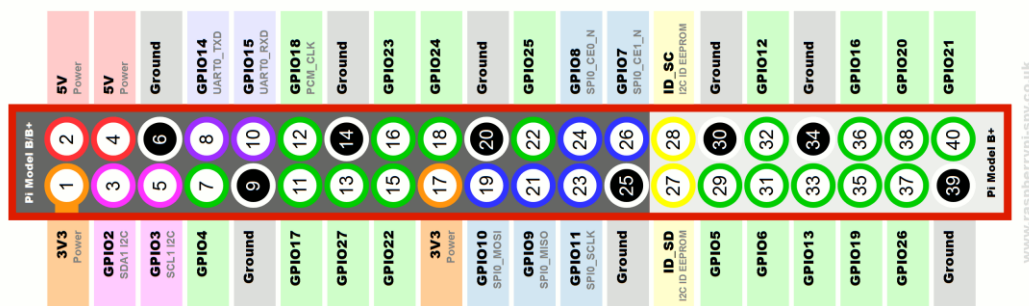 5V
Power
5V
Power
Ground
GPIO14
UART0_TXD
GPIO15
UART0_RXD
GPIO18
PCM_CLK
Ground
GPIO23
GPIO24
Ground
GPIO25
GPIO8
SPI0_CE0_N
GPIO7
SPI0_CE1_N
ID_SC
I2C ID EEPROM
Ground
GPIO12
Ground
GPIO16
GPIO20
GPIO21
Pi Model B/B+
2
4
6
8
10
12
14
16
18
20
22
24
26
28
30
32
34
36
38
40
Pi Model B+
1
3
5
7
9
11
13
15
17
19
21
23
25
27
29
31
33
35
37
39
3V3
Power
GPIO2
SDA1 I2C
GPIO3
SCL1 I2C
GPIO4
Ground
GPIO17
GPIO27
GPIO22
3V3
Power
GPIO10
SPI0_MOSI
GPIO9
SPI0_MISO
GPIO11
SPI0_SCLK
Ground
ID_SD
I2C ID EEPROM
GPIO5
GPIO6
GPIO13
GPIO19
GPIO26
Ground
www.raspberrypi-spy.co.uk